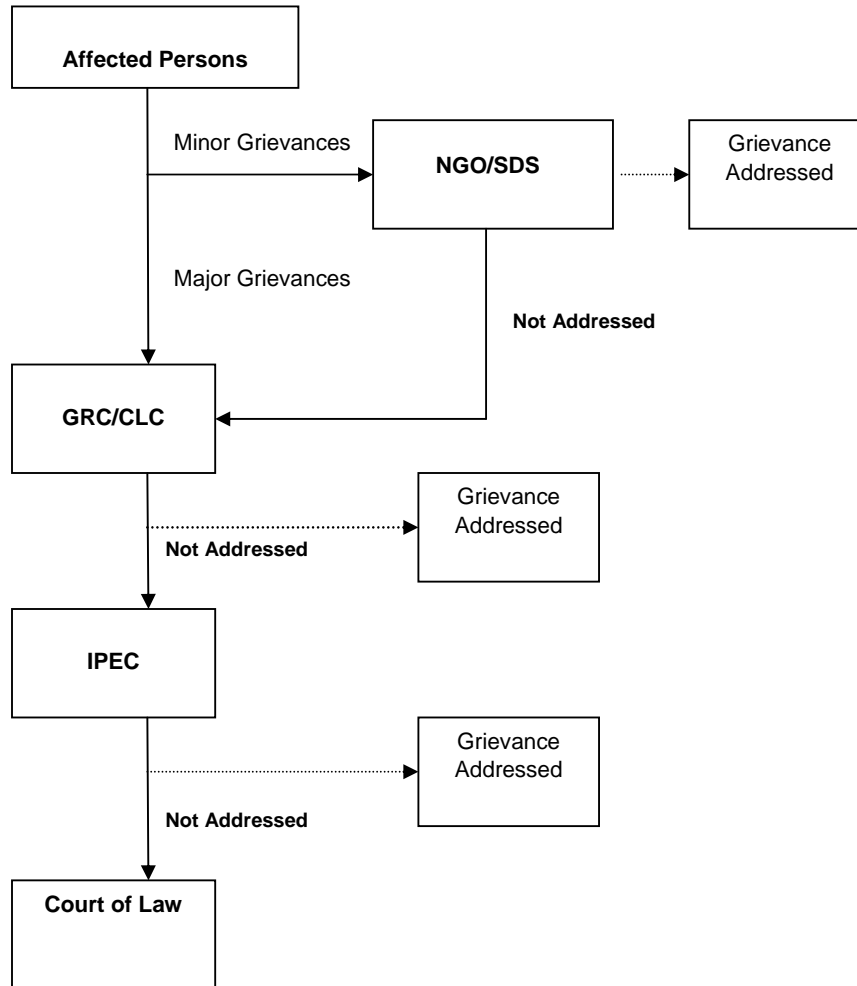 Affected Persons
Minor Grievances
NGO/SDS
Grievance
Addressed
Major Grievances
Not Addressed
GRC/CLC
Grievance
Addressed
Not Addressed
IPEC
Grievance
Addressed
Not Addressed
Court of Law